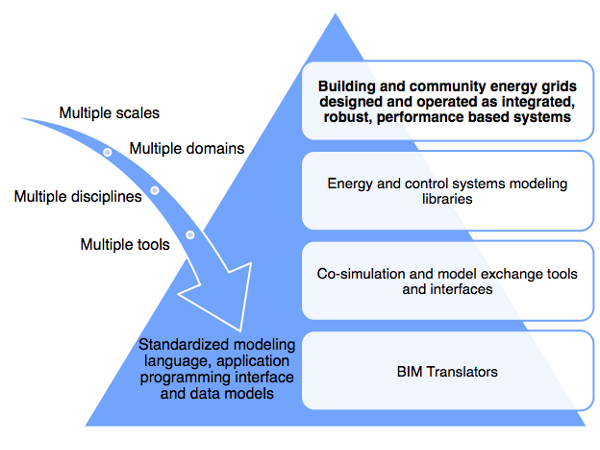 Building and community energy grids
designed and operated as integrated,
robust, performance based systems
Multiple scales
Multiple domains
Energy and control systems modeling
libraries
Multiple disciplines
Multiple tools
Co-simulation and model exchange tools
and interfaces
Standardized modeling
language, application
programming interface
and data models
BIM Translators